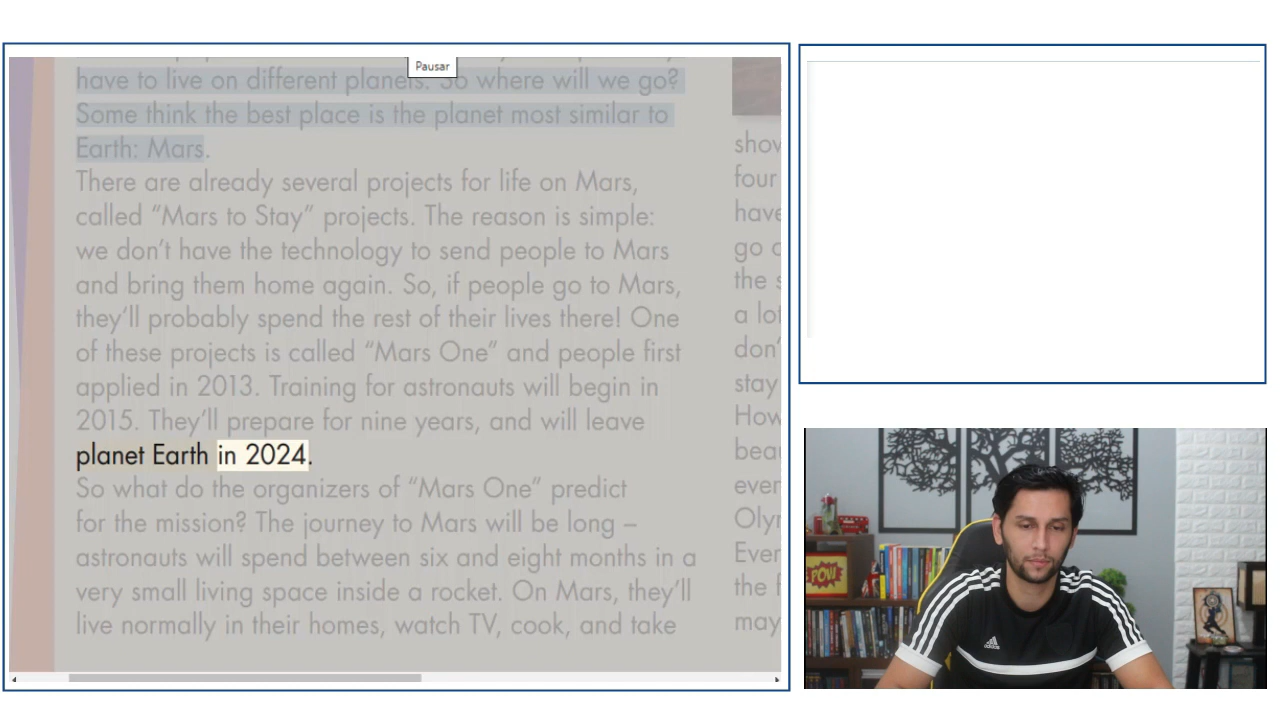 Pausar
have to live on different planets. So where will we go?
Some think the best place is the planet most similar to
Earth: Mars.
There are already several projects for life on Mars,
called “Mars to Stay” projects. The reason is simple:
we don’t have the technology to send people to Mars
and bring them home again. So, if people go to Mars,
they’ll probably spend the rest of their lives there! One
of these projects is called “Mars One” and people first
applied in 2013. Training for astronauts will begin in
2015. They’ll prepare for nine years, and will leave
planet Earth in 2024.
So what do the organizers of “Mars One” predict
for the mission? The journey to Mars will be long –
astronauts will spend between six and eight months in a
very small living space inside a rocket. On Mars, they’ll
live normally in their homes, watch TV, cook, and take
four
have
the
a lot
don’
stay
How
Even
the
may
POW
adidas